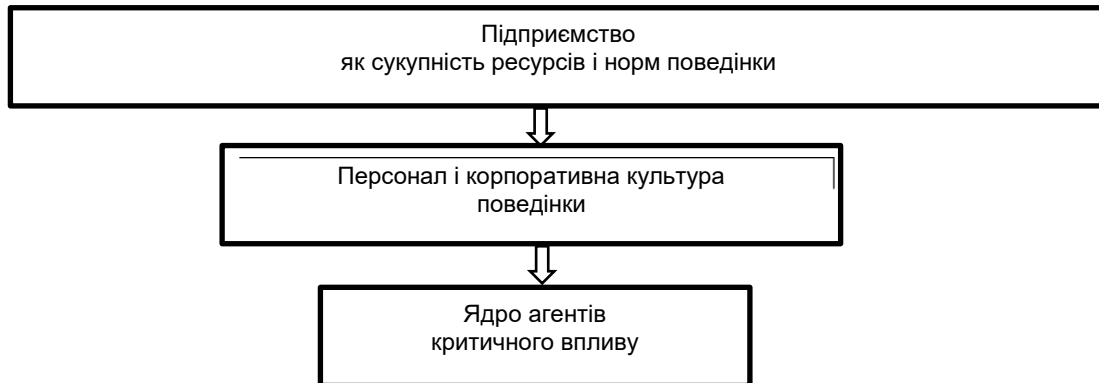 Підприємство
як сукупність ресурсів і норм поведінки
Персонал і корпоративна культура
поведінки
Ядро агентів
критичного впливу